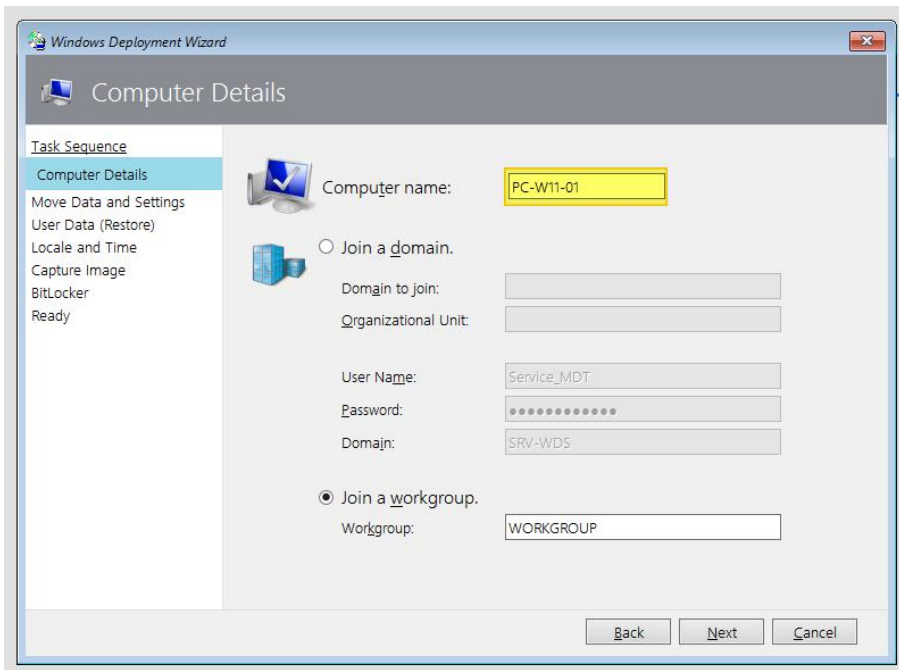 Windows Deployment Wizard
Computer Details
Task Sequence
Computer Details
Move Data and Settings
User Data (Restore)
Locale and Time
Capture Image
BitLocker
Ready
Computer name: PC-W11-01
Join a domain.
Domain to join:
Organizational Unit:
User Name: Service_MDT
Password: ●●●●●●●●●●●●
Domain: SRV-WDS
Join a workgroup.
Workgroup: WORKGROUP
Back Next Cancel